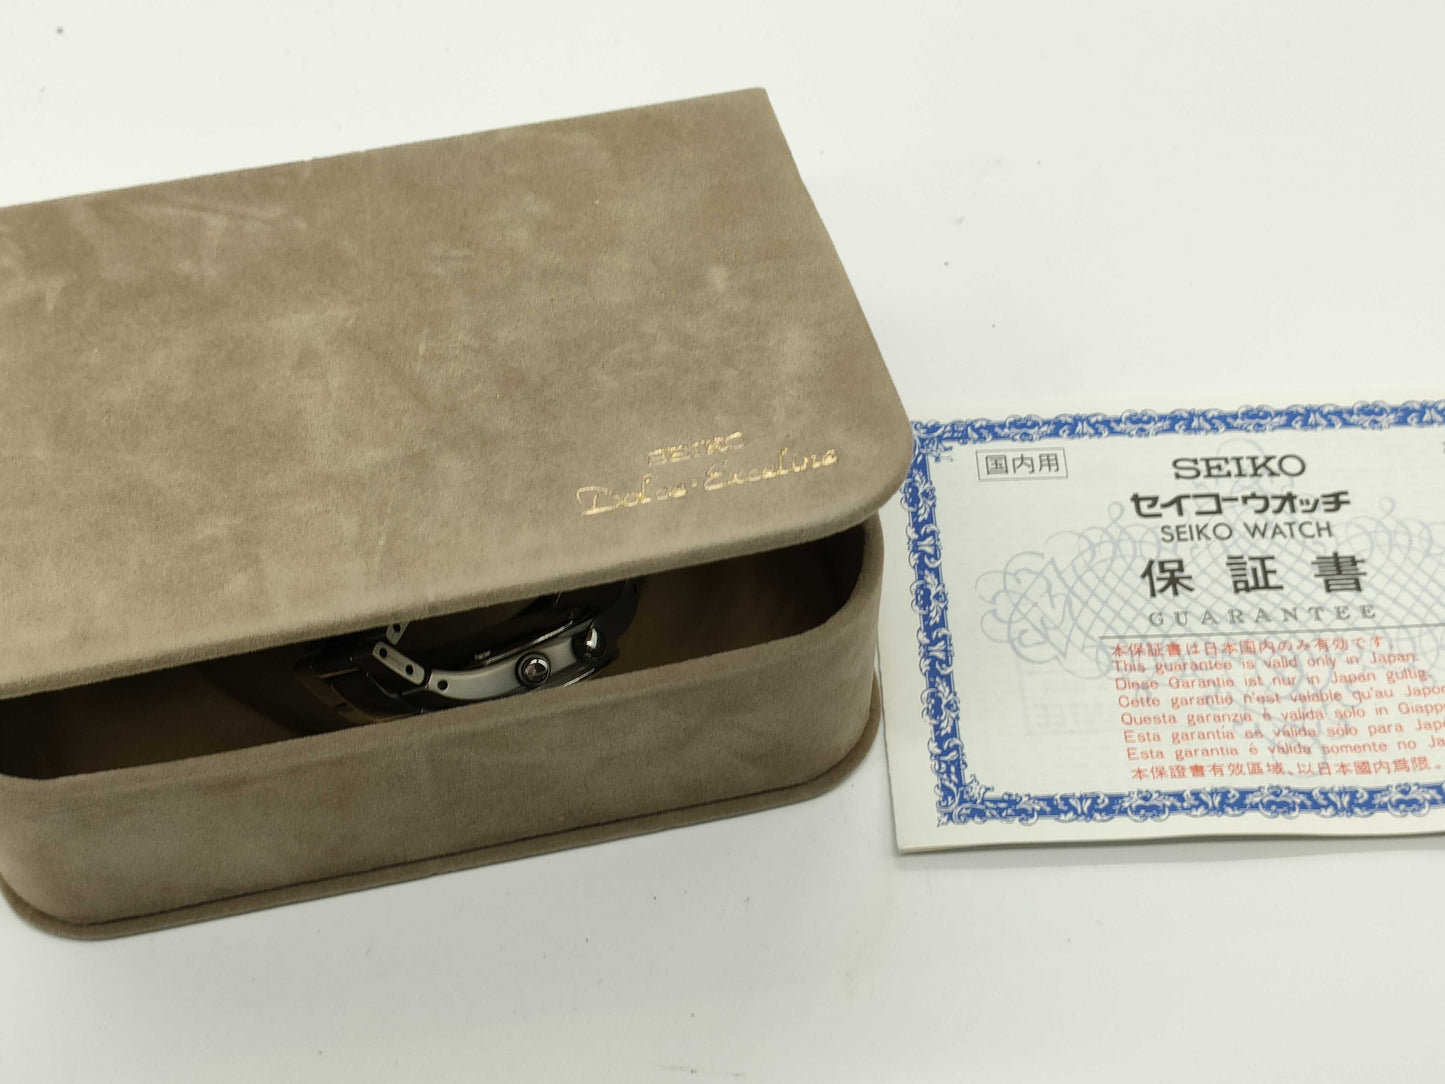 SEIKO
Dolce·Exceline
国内用
SEIKO
セイコーウオッチ
SEIKO WATCH
保証書
GUARANTEE
本保証書は日本国内のみ有効です。
This guarantee is valid only in Japan.
Diese Garantie ist nur in Japan gültig.
Cette garantie n'est valable qu'au Japon
Questa garanzia é valida solo in Giappo
Esta garantía es válida sólo para Jap
Esta garantia é válida somente no Ja
本保證書有效區域、以日本國内爲限。